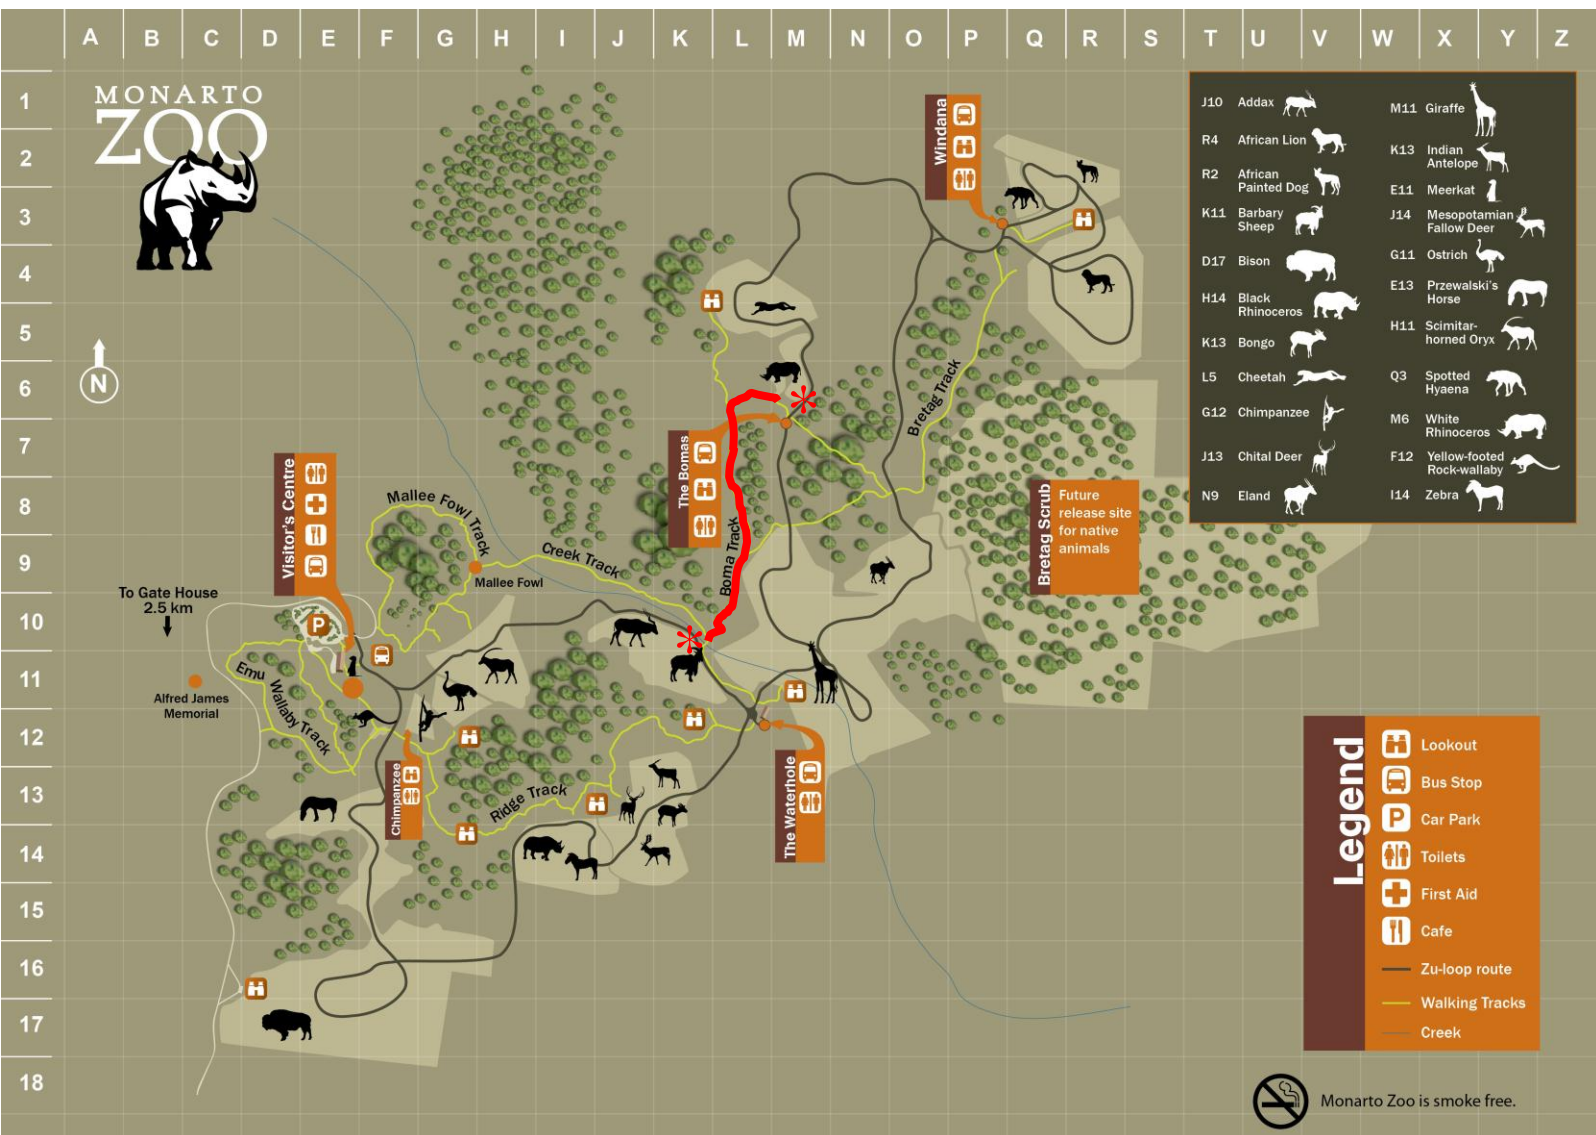 A B C D E F G H I J K L M N O P Q R S T U V W X Y Z
1
2
3
4
5
6
7
8
9
10
11
12
13
14
15
16
17
18
MONARTO
ZOO
N
Windana
J10 Addax
R4 African Lion
R2 African
Painted Dog
K11 Barbary
Sheep
D17 Bison
H14 Black
Rhinoceros
K13 Bongo
L5 Cheetah
G12 Chimpanzee
J13 Chital Deer
N9 Eland
M11 Giraffe
K13 Indian
Antelope
E11 Meerkat
J14 Mesopotamian
Fallow Deer
G11 Ostrich
E13 Przewalski's
Horse
H11 Scimitar-
horned Oryx
Q3 Spotted
Hyaena
M6 White
Rhinoceros
F12 Yellow-footed
Rock-wallaby
I14 Zebra
Bretag Track
The Bomas
Visitor's Centre
Mallee Fowl Track
Creek Track
Mallee Fowl
Boma Track
Bretag Scrub
Future
release site
for native
animals
To Gate House
2.5 km
P
Emu
Wallaby Track
Alfred James
Memorial
Chimpanzee
Ridge Track
The Waterhole
Legend
Lookout
Bus Stop
P Car Park
Toilets
First Aid
Cafe
Zu-loop route
Walking Tracks
Creek
Monarto Zoo is smoke free.